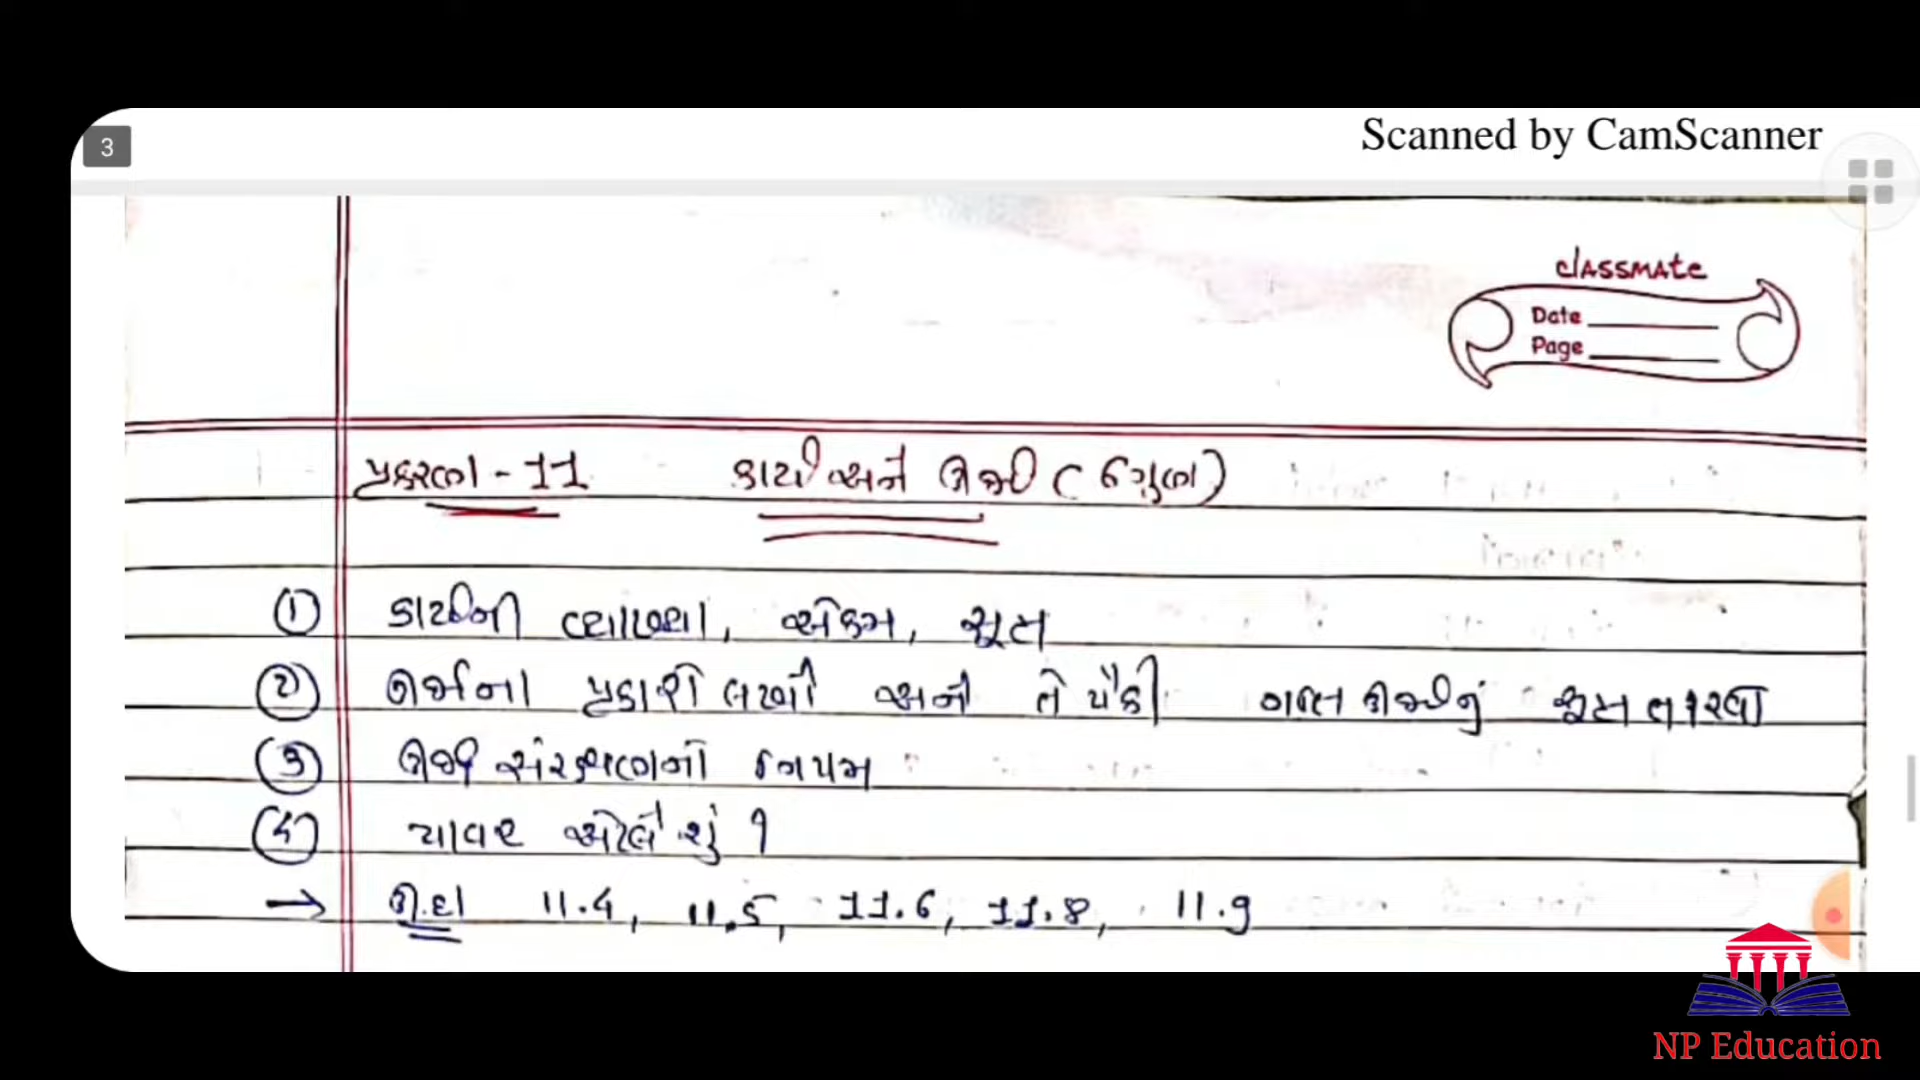 3
Scanned by CamScanner
classmate
Date
Page
પ્રકરણ - 11 કાર્ય અને ઊર્જા ( ગુણ)
① કાર્યની વ્યાખ્યા, એકમ, સૂત્ર
② ઊર્જાના પ્રકારો લખી અને તે પૈકી ગતિઊર્જાનું સૂત્ર તારવો
③ ઊર્જા સંરક્ષણનો નિયમ
④ પાવર એટલે શું ?
→ ઉ.દા 11.4, 11.5, 11.6, 11.8, 11.9
NP Education